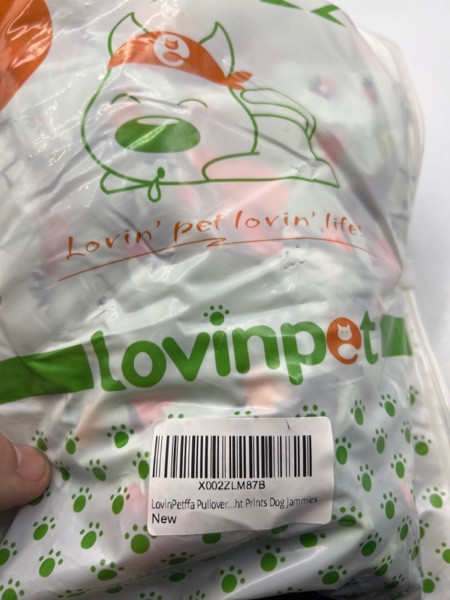 Lovin' pet lovin' life!
lovinpet
X002ZLM87B
LovinPetffa Pullover...ht Prints Dog Jammies
New